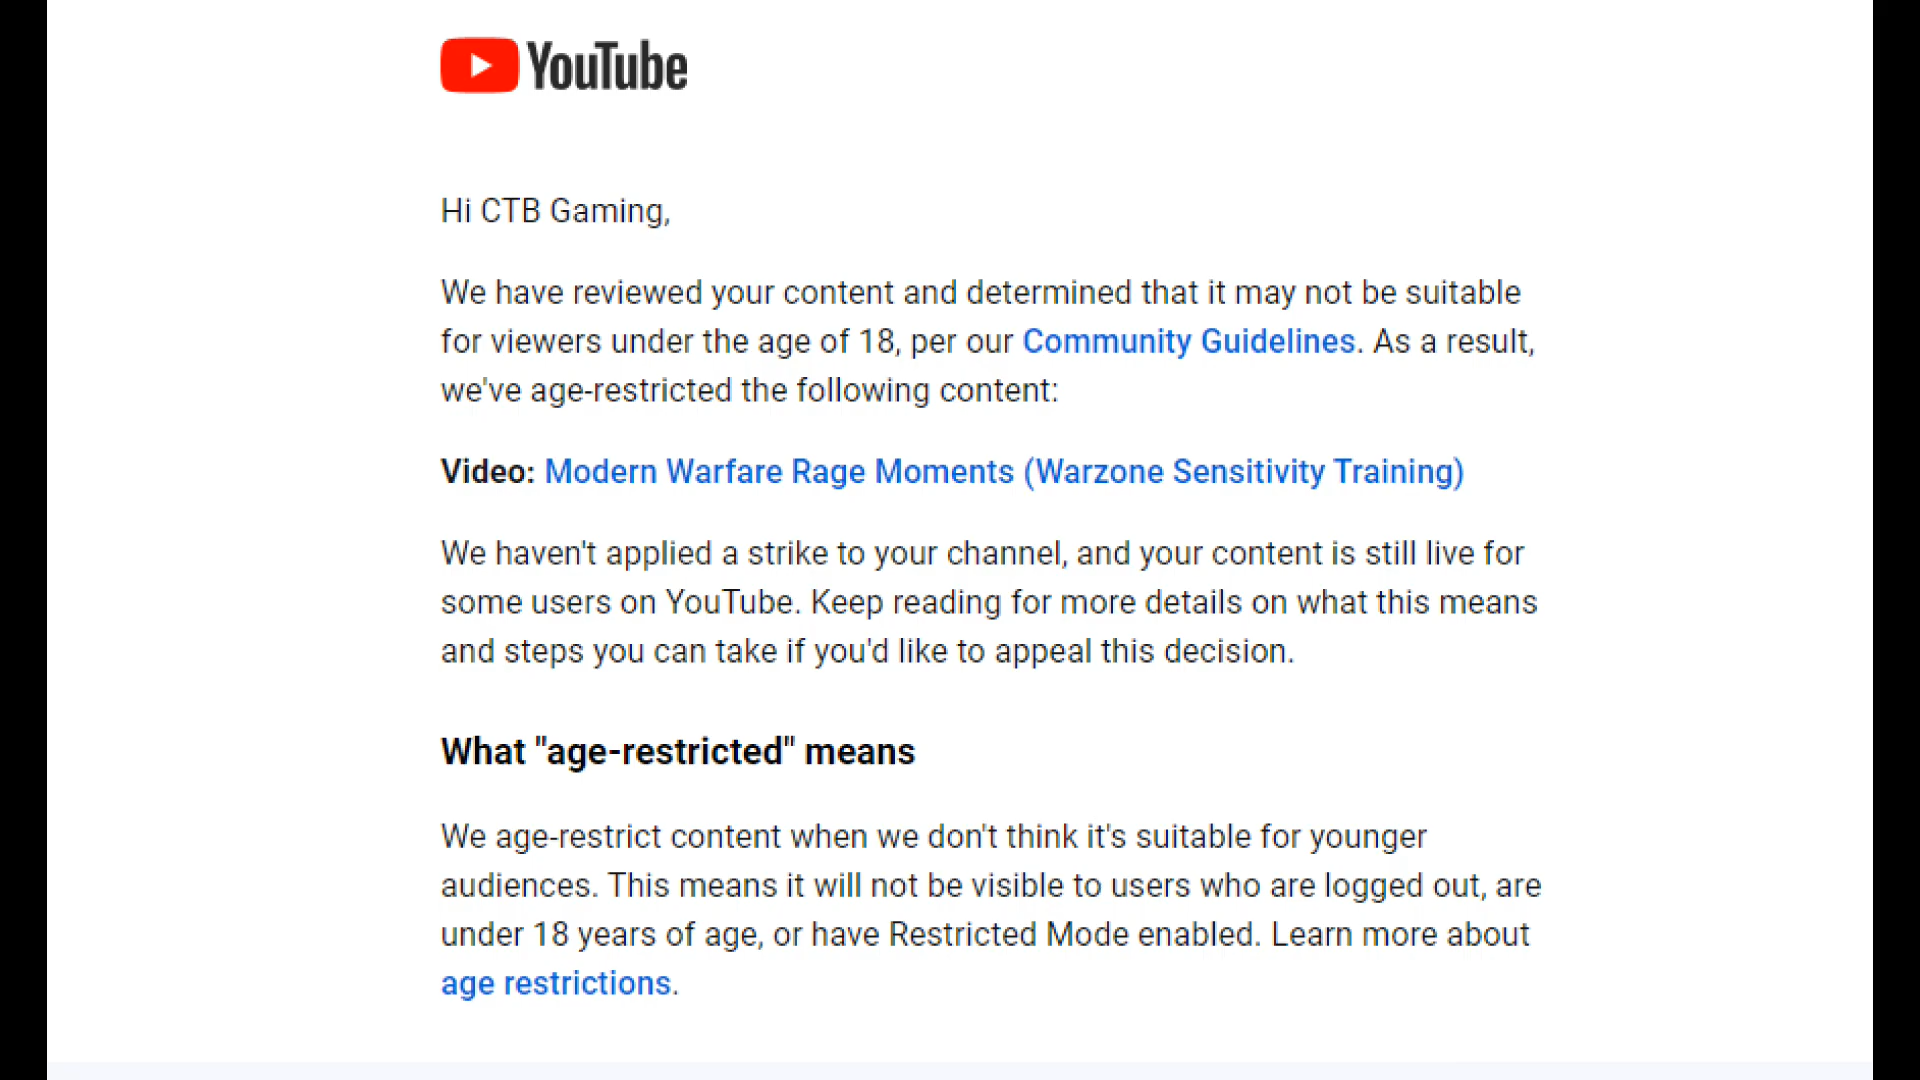 YouTube
Hi CTB Gaming,
We have reviewed your content and determined that it may not be suitable
for viewers under the age of 18, per our Community Guidelines. As a result,
we've age-restricted the following content:
Video: Modern Warfare Rage Moments (Warzone Sensitivity Training)
We haven't applied a strike to your channel, and your content is still live for
some users on YouTube. Keep reading for more details on what this means
and steps you can take if you'd like to appeal this decision.
What "age-restricted" means
We age-restrict content when we don't think it's suitable for younger
audiences. This means it will not be visible to users who are logged out, are
under 18 years of age, or have Restricted Mode enabled. Learn more about
age restrictions.